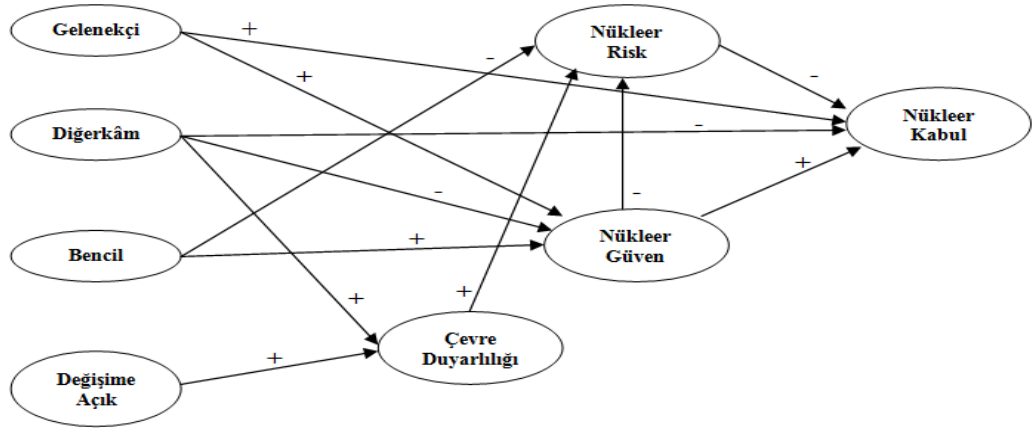 Gelenekçi
Diğerkâm
Bencil
Değişime
Açık
Çevre
Duyarlılığı
Nükleer
Risk
Nükleer
Güven
Nükleer
Kabul
+
+
-
-
-
-
+
-
+
+
+
+